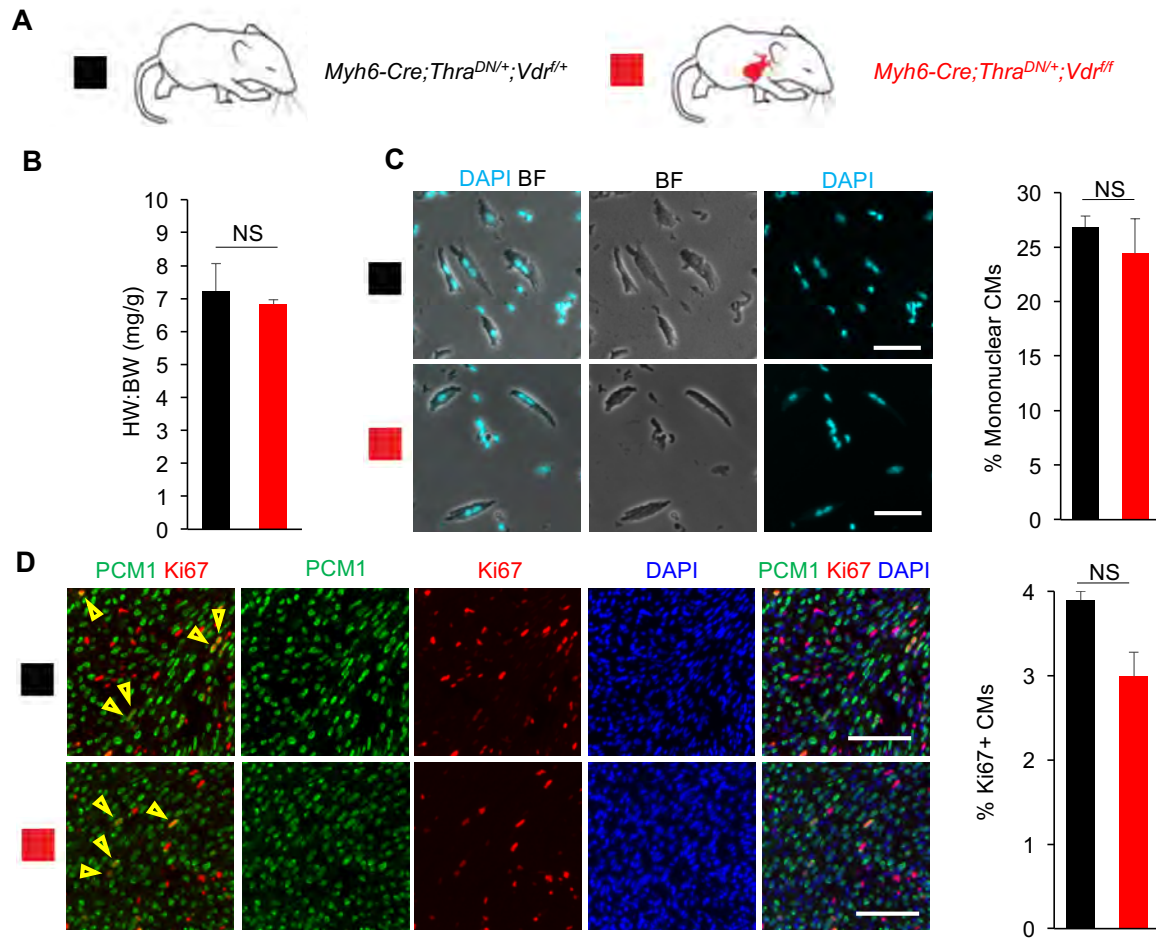 A
Myh6-Cre;Thra^DN/+;Vdr^f/+
Myh6-Cre;Thra^DN/+;Vdr^f/f
B
HW:BW (mg/g)
10
9
8
7
6
5
4
3
2
1
0
NS
C
DAPI BF
BF
DAPI
% Mononuclear CMs
30
25
20
15
10
5
0
NS
D
PCM1 Ki67
PCM1
Ki67
DAPI
PCM1 Ki67 DAPI
% Ki67+ CMs
4
3
2
1
0
NS